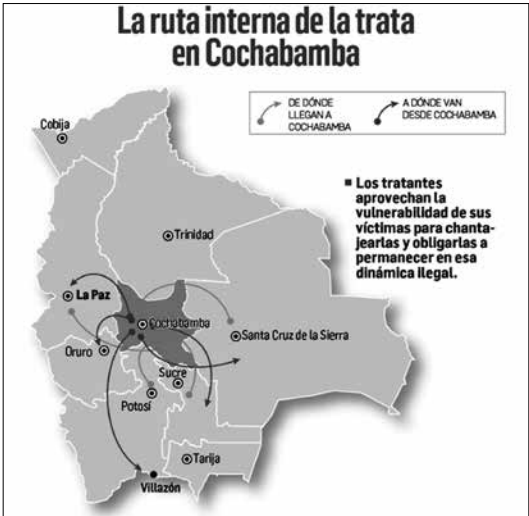 La ruta interna de la trata
en Cochabamba
DE DÓNDE
LLEGAN A
COCHABAMBA
A DÓNDE VAN
DESDE COCHABAMBA
Cobija
■ Los tratantes
aprovechan la
vulnerabilidad de sus
víctimas para chanta-
jearlas y obligarlas a
permanecer en esa
dinámica ilegal.
Trinidad
La Paz
Cochabamba
Santa Cruz de la Sierra
Oruro
Sucre
Potosí
Tarija
Villazón